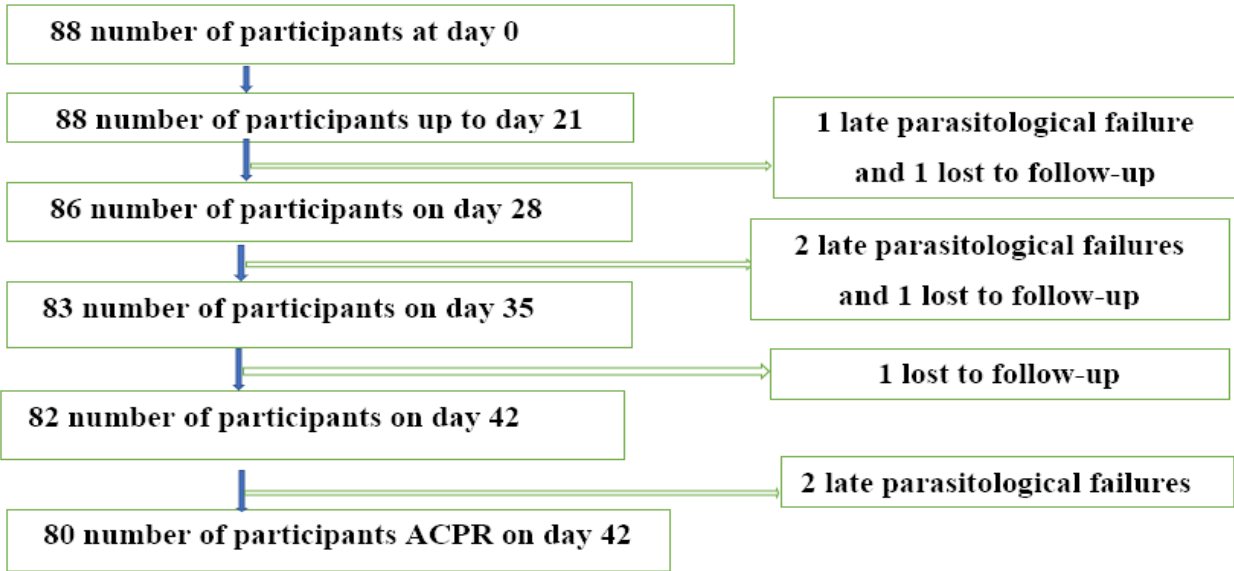 88 number of participants at day 0
88 number of participants up to day 21
1 late parasitological failure
and 1 lost to follow-up
86 number of participants on day 28
2 late parasitological failures
and 1 lost to follow-up
83 number of participants on day 35
1 lost to follow-up
82 number of participants on day 42
2 late parasitological failures
80 number of participants ACPR on day 42